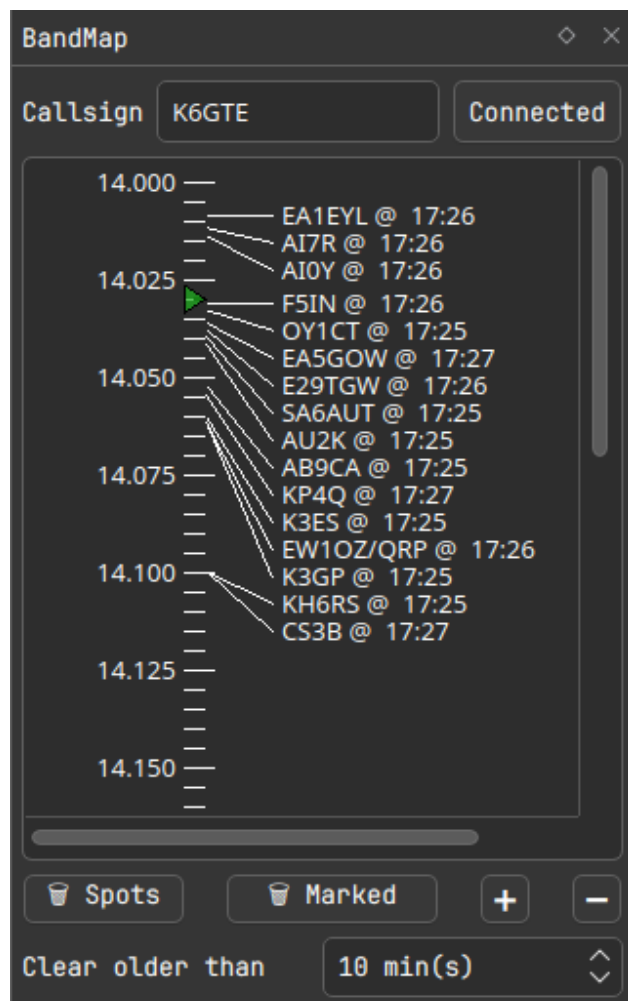 BandMap
Callsign K6GTE Connected
14.000
EA1EYL @ 17:26
AI7R @ 17:26
AI0Y @ 17:26
14.025
F5IN @ 17:26
OY1CT @ 17:25
EA5GOW @ 17:27
14.050
E29TGW @ 17:26
SA6AUT @ 17:25
AU2K @ 17:25
AB9CA @ 17:25
14.075
KP4Q @ 17:27
K3ES @ 17:25
EW1OZ/QRP @ 17:26
14.100
K3GP @ 17:25
KH6RS @ 17:25
CS3B @ 17:27
14.125
14.150
Spots Marked + −
Clear older than 10 min(s)